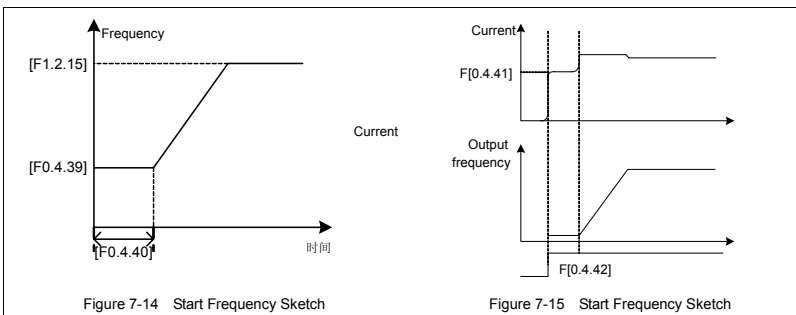 Frequency
[F1.2.15]
[F0.4.39]
[F0.4.40]
时间
Figure 7-14 Start Frequency Sketch
Current
Current
F[0.4.41]
Output
frequency
F[0.4.42]
Figure 7-15 Start Frequency Sketch